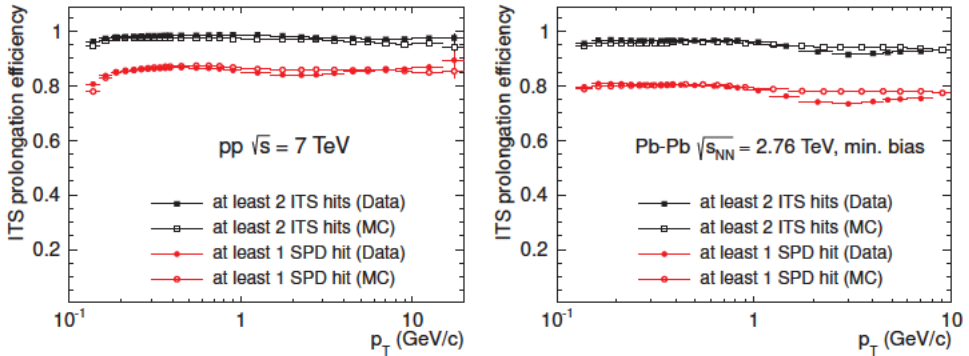 ITS prolongation efficiency
1
0.8
0.6
0.4
0.2
pp √s = 7 TeV
at least 2 ITS hits (Data)
at least 2 ITS hits (MC)
at least 1 SPD hit (Data)
at least 1 SPD hit (MC)
10⁻¹ 1 10
p_T (GeV/c)
ITS prolongation efficiency
1
0.8
0.6
0.4
0.2
Pb-Pb √s_NN = 2.76 TeV, min. bias
at least 2 ITS hits (Data)
at least 2 ITS hits (MC)
at least 1 SPD hit (Data)
at least 1 SPD hit (MC)
10⁻¹ 1 10
p_T (GeV/c)